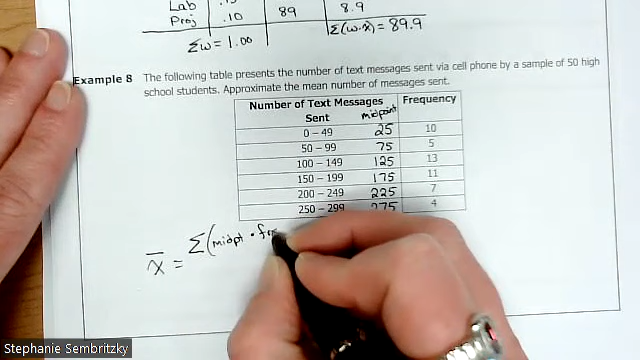 Lab
Proj .10 89 8.9
Σw = 1.00 Σ(w·x) = 89.9
Example 8 The following table presents the number of text messages sent via cell phone by a sample of 50 high
school students. Approximate the mean number of messages sent.
Number of Text Messages Frequency
Sent midpoint
0 – 49 25 10
50 – 99 75 5
100 – 149 125 13
150 – 199 175 11
200 – 249 225 7
250 – 299 275 4
x̄ = Σ(midpt · fre
Stephanie Sembritzky